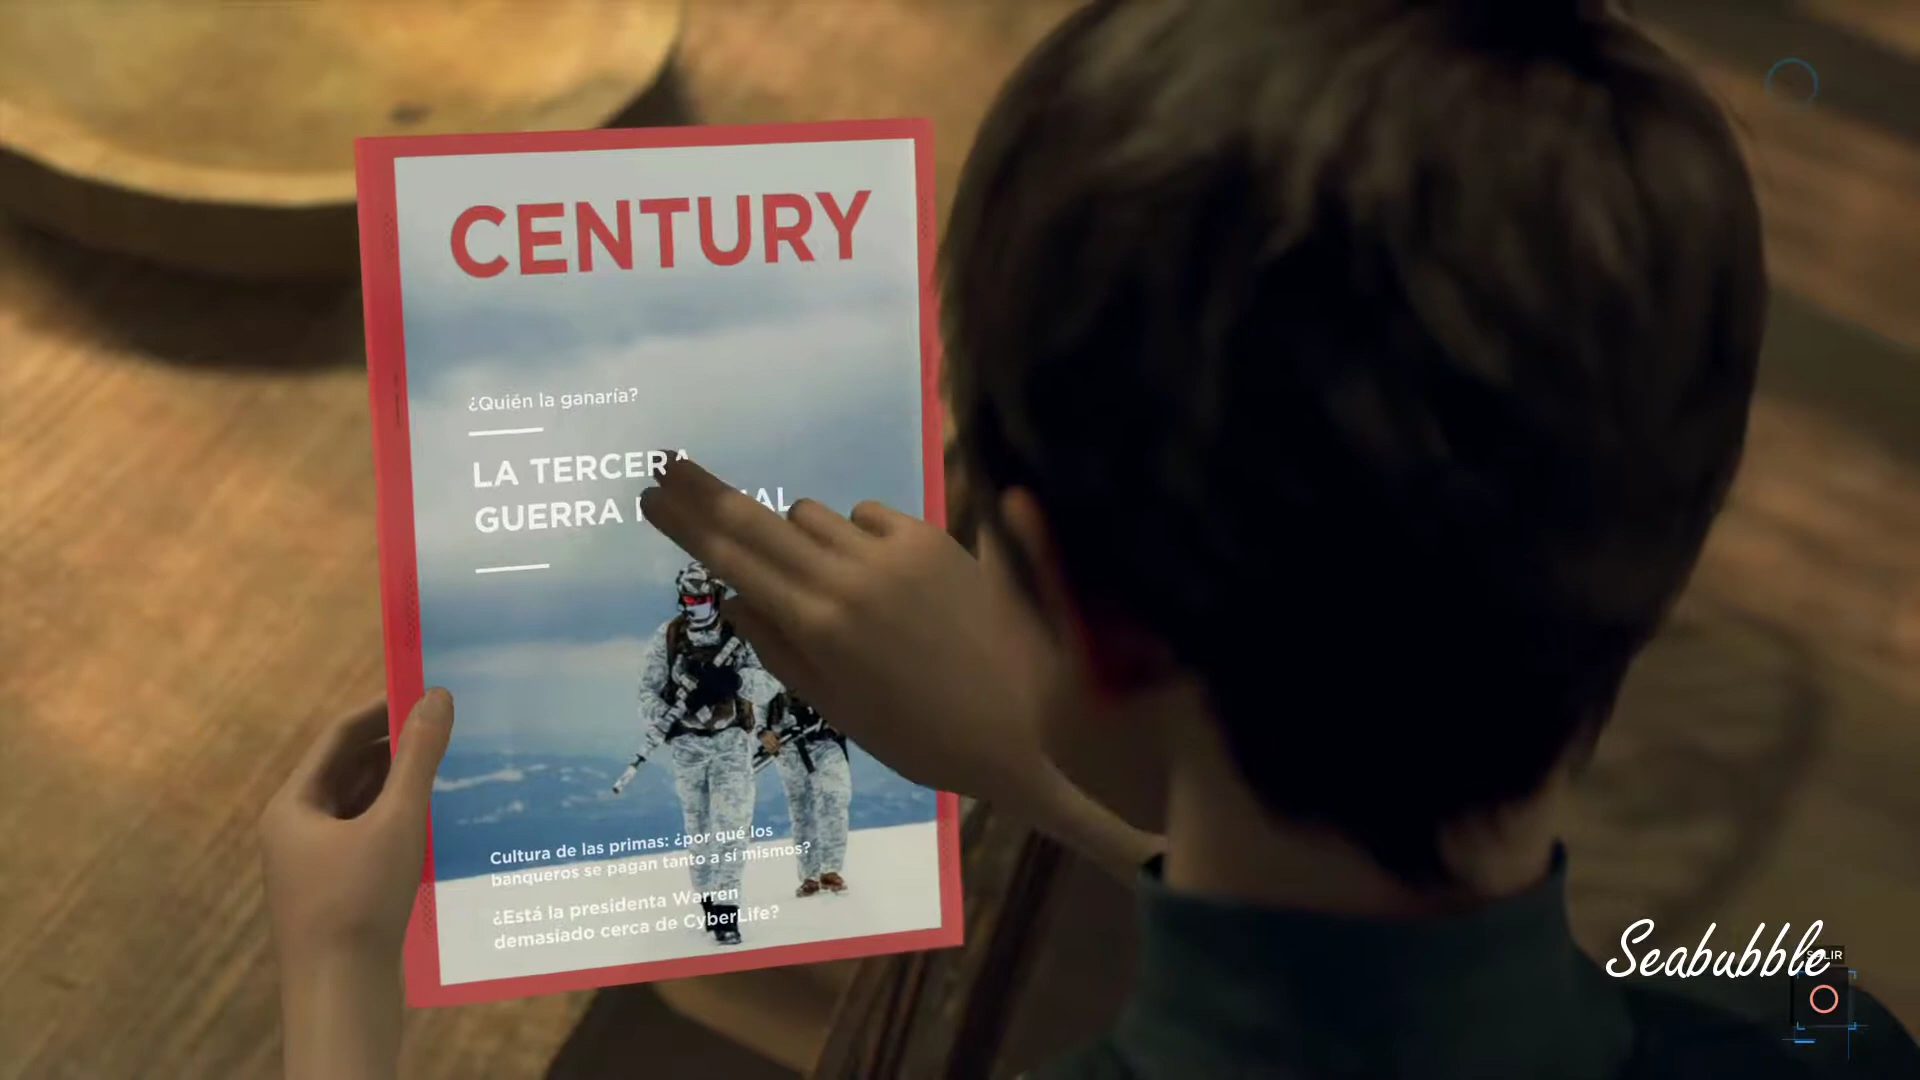 CENTURY
¿Quién la ganaría?
LA TERCERA
GUERRA
Cultura de las primas: ¿por qué los
banqueros se pagan tanto a sí mismos?
¿Está la presidenta Warren
demasiado cerca de CyberLife?
Seabubble